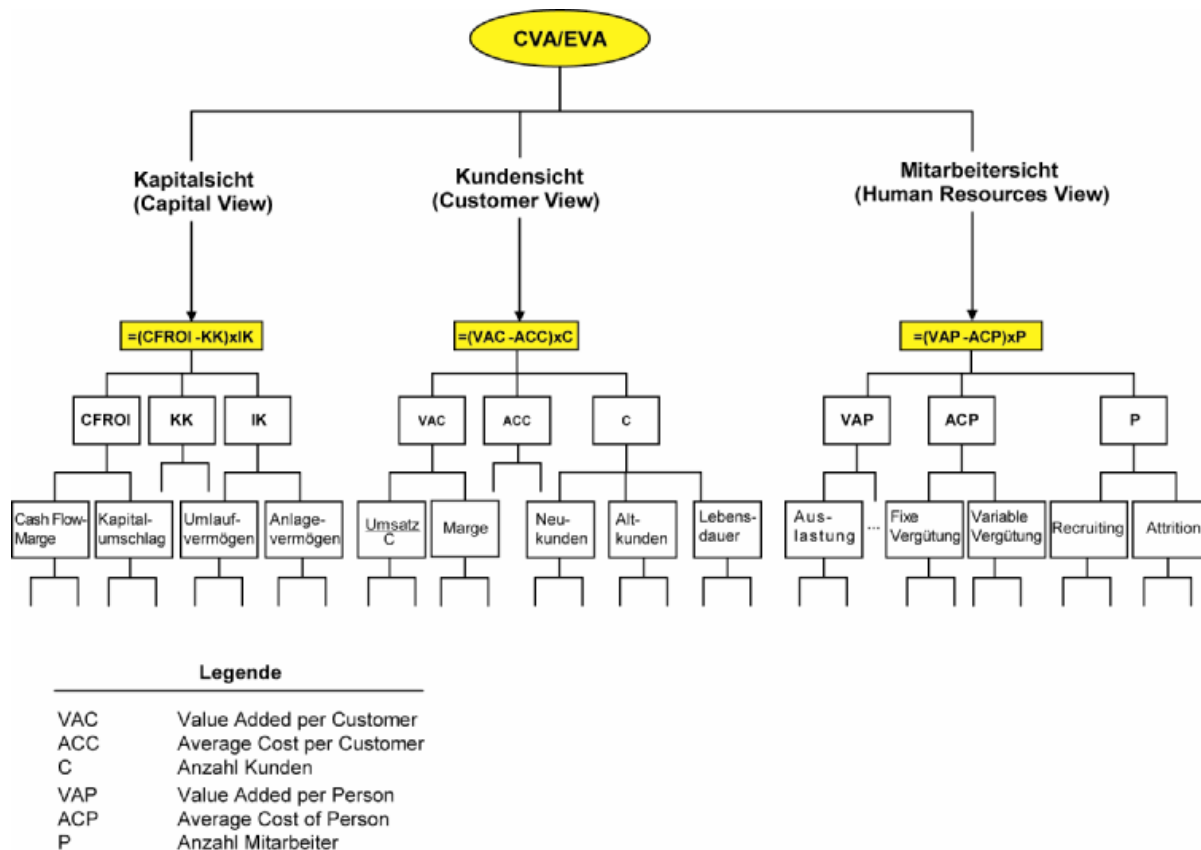 CVA/EVA
Kapitalsicht
(Capital View)
Kundensicht
(Customer View)
Mitarbeitersicht
(Human Resources View)
=(CFROI -KK)xIK
=(VAC -ACC)xC
=(VAP -ACP)xP
CFROI
KK
IK
VAC
ACC
C
VAP
ACP
P
Cash Flow-
Marge
Kapital-
umschlag
Umlauf-
vermögen
Anlage-
vermögen
Umsatz
C
Marge
Neu-
kunden
Alt-
kunden
Lebens-
dauer
Aus-
lastung
...
Fixe
Vergütung
Variable
Vergütung
Recruiting
Attrition
Legende
VAC Value Added per Customer
ACC Average Cost per Customer
C Anzahl Kunden
VAP Value Added per Person
ACP Average Cost of Person
P Anzahl Mitarbeiter